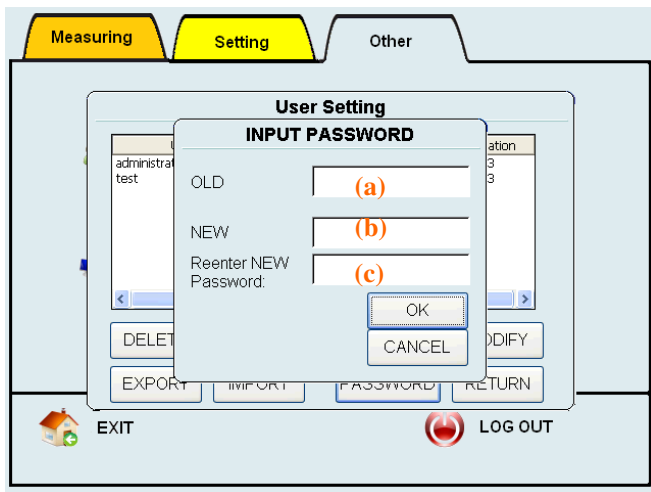 Measuring
Setting
Other
User Setting
INPUT PASSWORD
ation
administrat
3
test
3
OLD
(a)
NEW
(b)
Reenter NEW
Password:
(c)
OK
DELET
CANCEL
DIFY
EXPORT
IMPORT
PASSWORD
RETURN
EXIT
LOG OUT